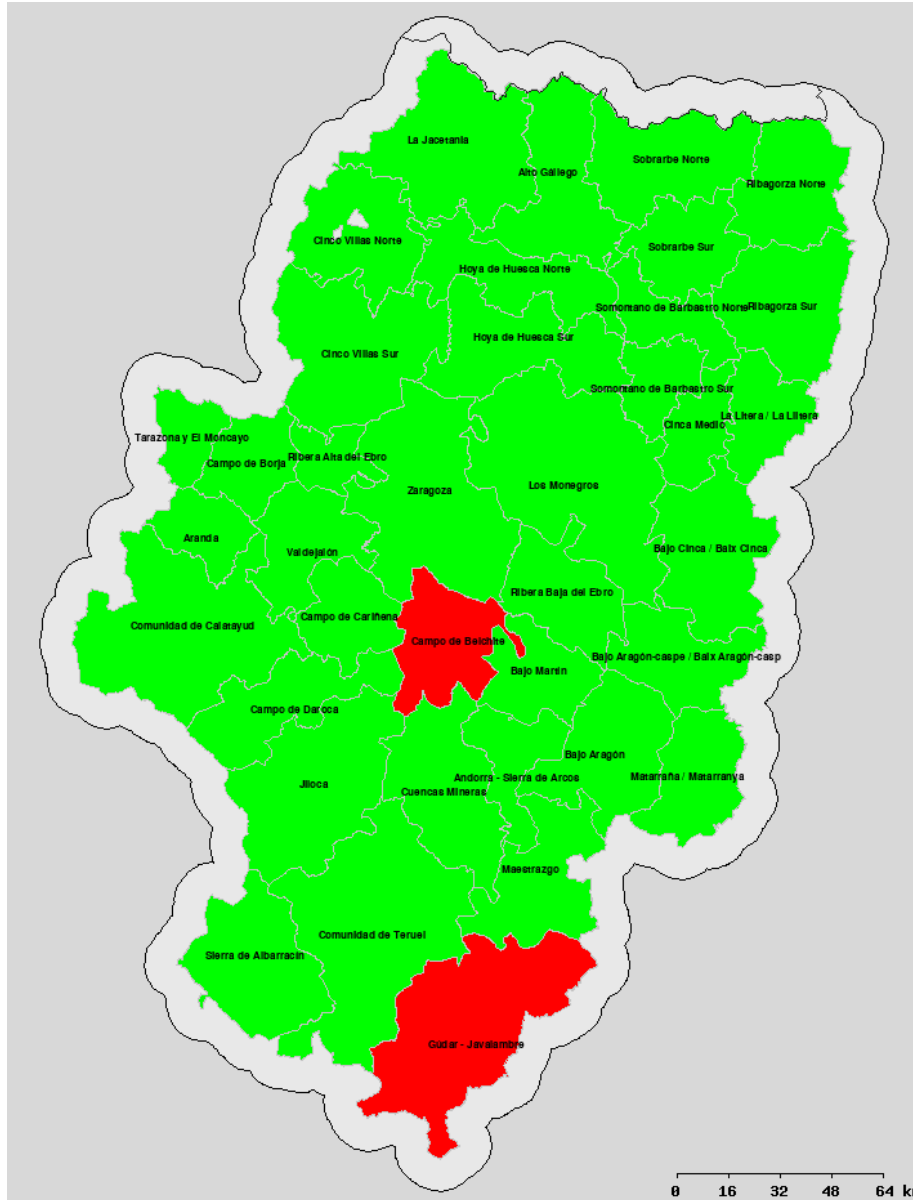 La Jacetania
Alto Gállego
Sobrarbe Norte
Ribagorza Norte
Cinco Villas Norte
Sobrarbe Sur
Hoya de Huesca Norte
Somontano de Barbastro Norte
Ribagorza Sur
Hoya de Huesca Sur
Cinco Villas Sur
Somontano de Barbastro Sur
La Litera / La Llitera
Cinca Medio
Tarazona y El Moncayo
Ribera Alta del Ebro
Campo de Borja
Zaragoza
Los Monegros
Aranda
Valdejalón
Bajo Cinca / Baix Cinca
Ribera Baja del Ebro
Campo de Cariñena
Comunidad de Calatayud
Campo de Belchite
Bajo Aragón-caspe / Baix Aragón-casp
Bajo Martín
Campo de Daroca
Bajo Aragón
Jiloca
Andorra - Sierra de Arcos
Matarraña / Matarranya
Cuencas Mineras
Maestrazgo
Comunidad de Teruel
Sierra de Albarracín
Gúdar - Javalambre
0 16 32 48 64 k